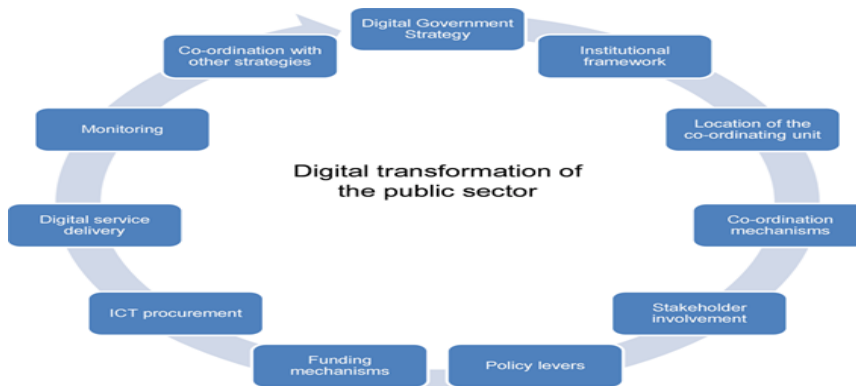 Digital Government
Strategy
Institutional
framework
Location of the
co-ordinating unit
Co-ordination
mechanisms
Stakeholder
involvement
Policy levers
Funding
mechanisms
ICT procurement
Digital service
delivery
Monitoring
Co-ordination with
other strategies
Digital transformation of
the public sector